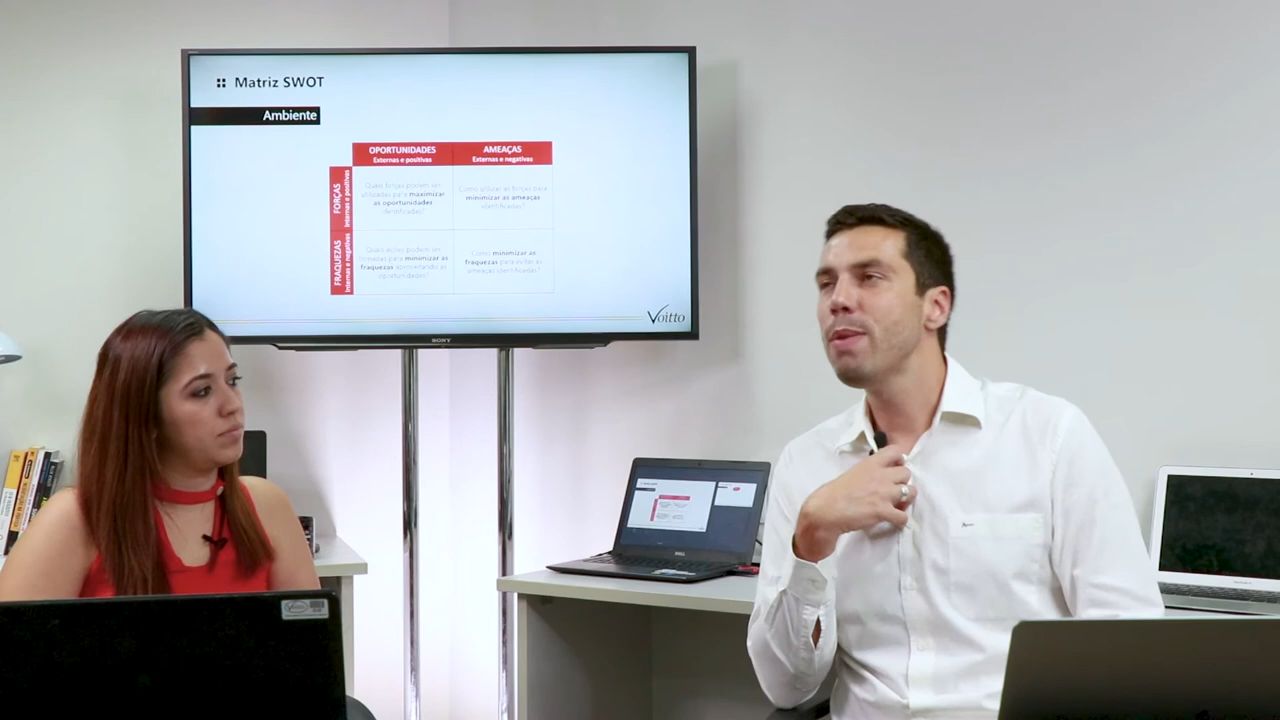 Matriz SWOT
Ambiente
OPORTUNIDADES
Externas e positivas
AMEAÇAS
Externas e negativas
FORÇAS
Internas e positivas
Quais forças podem ser
utilizadas para maximizar
as oportunidades
identificadas?
Como utilizar as forças para
minimizar as ameaças
identificadas?
FRAQUEZAS
Internas e negativas
Quais ações podem ser
tomadas para minimizar as
fraquezas aproveitando as
oportunidades?
Como minimizar as
fraquezas para evitar as
ameaças identificadas?
Voitto
SONY
DELL